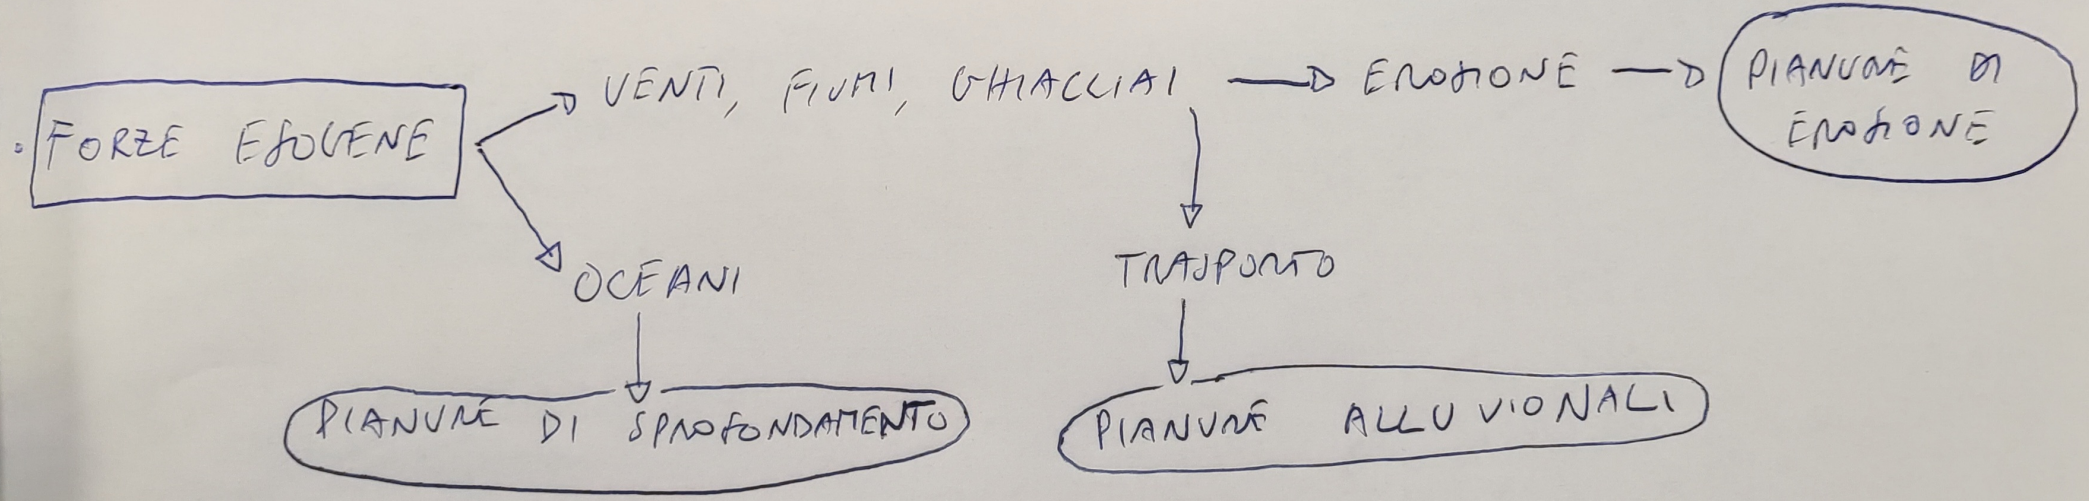 FORZE ESOGENE
VENTI, FIUMI, GHIACCIAI
EROSIONE
PIANURE DI
EROSIONE
OCEANI
TRASPORTO
PIANURE DI SPROFONDAMENTO
PIANURE ALLUVIONALI